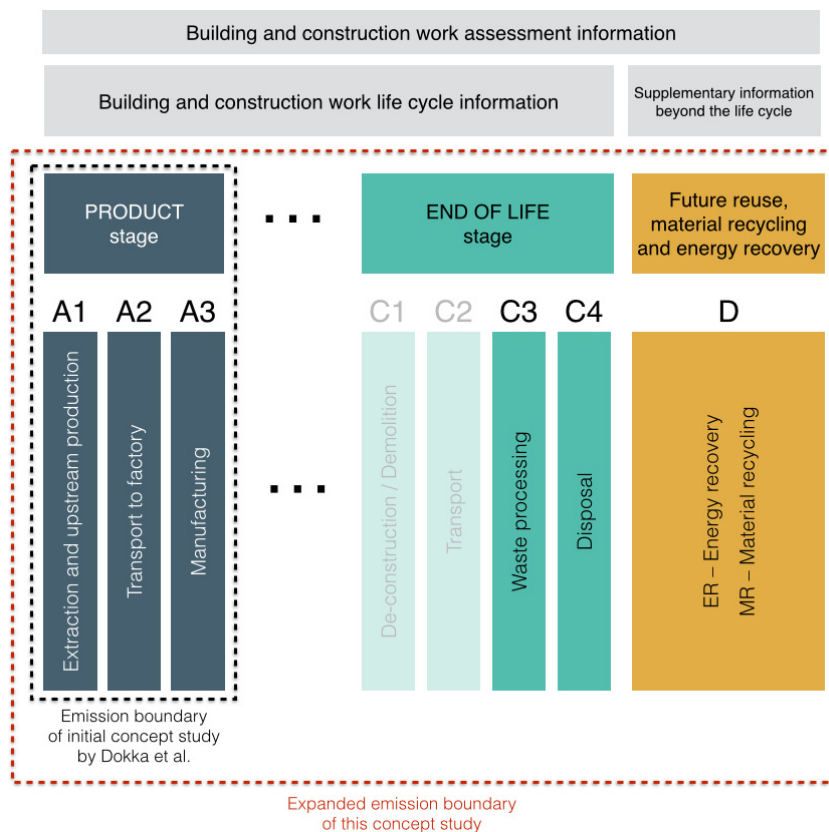 Building and construction work assessment information
Building and construction work life cycle information
Supplementary information
beyond the life cycle
PRODUCT
stage
...
END OF LIFE
stage
Future reuse,
material recycling
and energy recovery
A1
A2
A3
C1
C2
C3
C4
D
Extraction and upstream production
Transport to factory
Manufacturing
...
De-construction / Demolition
Transport
Waste processing
Disposal
ER – Energy recovery
MR – Material recycling
Emission boundary
of initial concept study
by Dokka et al.
Expanded emission boundary
of this concept study